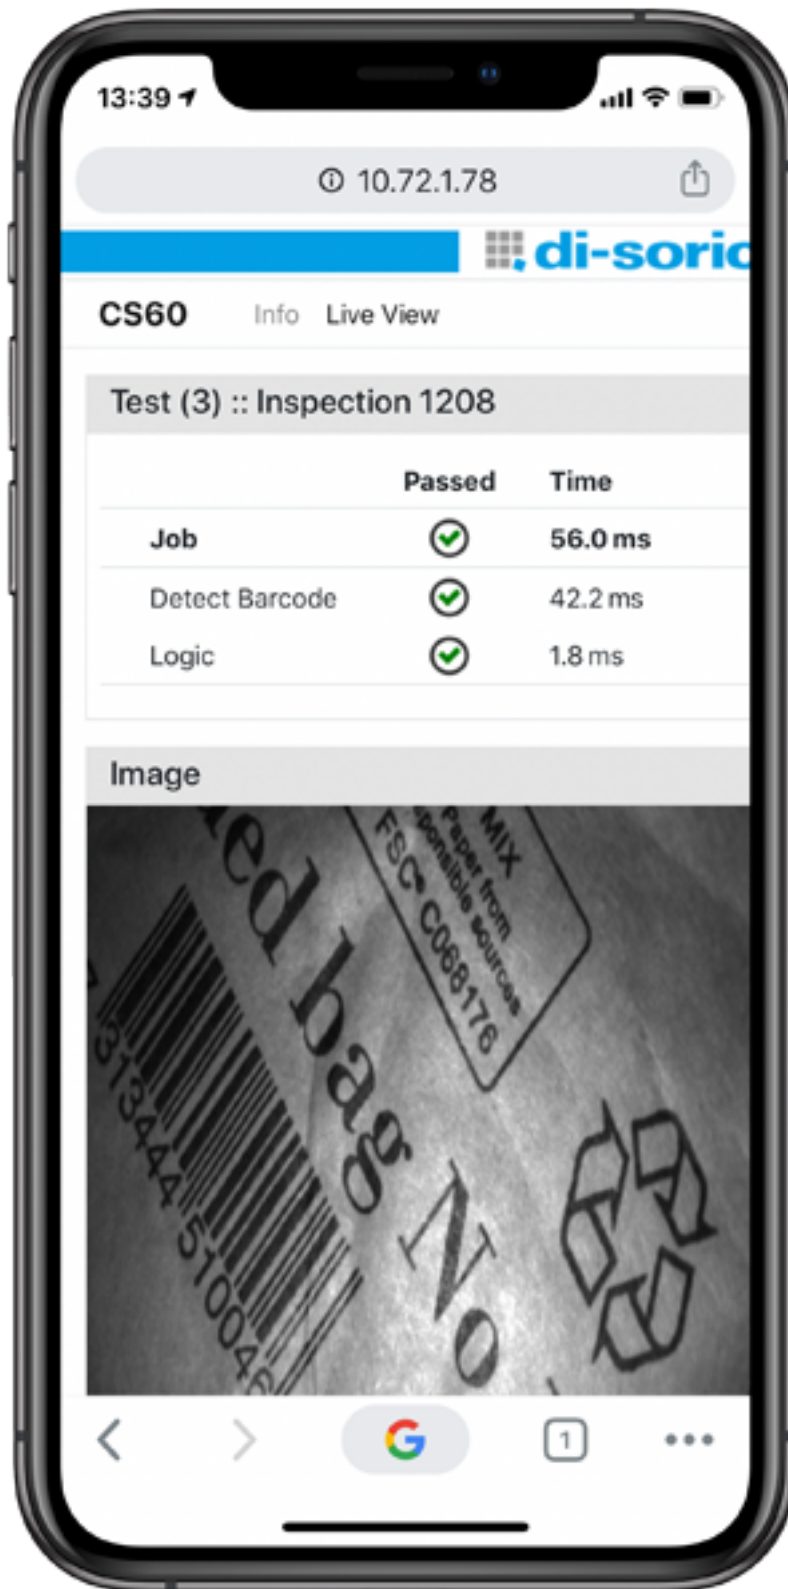 13:39
10.72.1.78
di-soric
CS60 Info Live View
Test (3) :: Inspection 1208
Passed Time
Job 56.0 ms
Detect Barcode 42.2 ms
Logic 1.8 ms
Image
MIX
Paper from
responsible sources
FSC® C068176
ed bag No
313444 510046
1